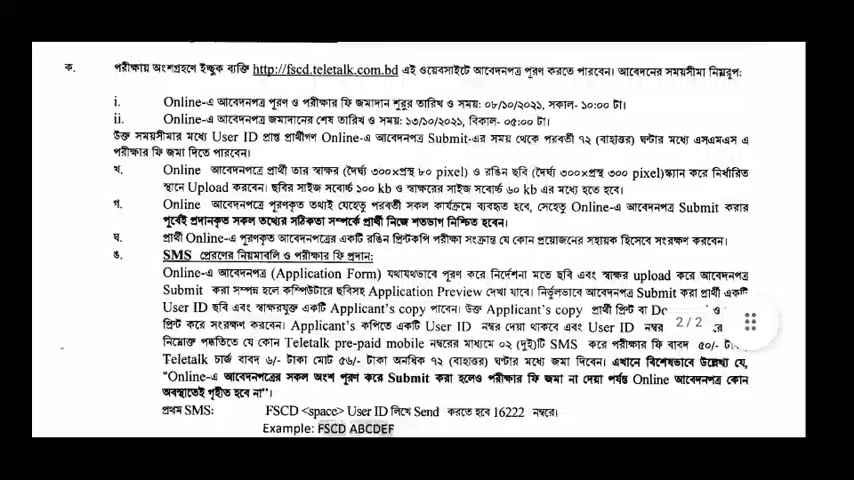 ক. পরীক্ষায় অংশগ্রহণে ইচ্ছুক ব্যক্তি http://fscd.teletalk.com.bd এই ওয়েবসাইটে আবেদনপত্র পূরণ করতে পারবেন। আবেদনের সময়সীমা নিম্নরূপ:
i. Online-এ আবেদনপত্র পূরণ ও পরীক্ষার ফি জমাদান শুরুর তারিখ ও সময়: ০৮/১০/২০২১, সকাল- ১০:০০ টা।
ii. Online-এ আবেদনপত্র জমাদানের শেষ তারিখ ও সময়: ১৩/১০/২০২১, বিকাল- ০৫:০০ টা।
উক্ত সময়সীমার মধ্যে User ID প্রাপ্ত প্রার্থীগণ Online-এ আবেদনপত্র Submit-এর সময় থেকে পরবর্তী ৭২ (বাহাত্তর) ঘন্টার মধ্যে এসএমএস এ
পরীক্ষার ফি জমা দিতে পারবেন।
খ. Online আবেদনপত্রে প্রার্থী তার স্বাক্ষর (দৈর্ঘ্য ৩০০xপ্রস্থ ৮০ pixel) ও রঙিন ছবি (দৈর্ঘ্য ৩০০xপ্রস্থ ৩০০ pixel)স্ক্যান করে নির্ধারিত
স্থানে Upload করবেন। ছবির সাইজ সর্বোচ্চ ১০০ kb ও স্বাক্ষরের সাইজ সর্বোচ্চ ৬০ kb এর মধ্যে হতে হবে।
গ. Online আবেদনপত্রে পূরণকৃত তথ্যই যেহেতু পরবর্তী সকল কার্যক্রমে ব্যবহৃত হবে, সেহেতু Online-এ আবেদনপত্র Submit করার
পূর্বেই প্রদানকৃত সকল তথ্যের সঠিকতা সম্পর্কে প্রার্থী নিজে শতভাগ নিশ্চিত হবেন।
ঘ. প্রার্থী Online-এ পূরণকৃত আবেদনপত্রের একটি রঙিন প্রিন্টকপি পরীক্ষা সংক্রান্ত যে কোন প্রয়োজনের সহায়ক হিসেবে সংরক্ষণ করবেন।
ঙ. SMS প্রেরণের নিয়মাবলি ও পরীক্ষার ফি প্রদান:
Online-এ আবেদনপত্র (Application Form) যথাযথভাবে পূরণ করে নির্দেশনা মতে ছবি এবং স্বাক্ষর upload করে আবেদনপত্র
Submit করা সম্পন্ন হলে কম্পিউটারে ছবিসহ Application Preview দেখা যাবে। নির্ভুলভাবে আবেদনপত্র Submit করা প্রার্থী একটি
User ID ছবি এবং স্বাক্ষরযুক্ত একটি Applicant's copy পাবেন। উক্ত Applicant's copy প্রার্থী প্রিন্ট বা
প্রিন্ট করে সংরক্ষণ করবেন। Applicant's কপিতে একটি User ID নম্বর দেয়া থাকবে এবং User ID নম্বর
2/2
নিম্নোক্ত পদ্ধতিতে যে কোন Teletalk pre-paid mobile নম্বরের মাধ্যমে ০২ (দুই)টি SMS করে পরীক্ষার ফি বাবদ ৫০/-
Teletalk চার্জ বাবদ ৬/- টাকা মোট ৫৬/- টাকা অনধিক ৭২ (বাহাত্তর) ঘন্টার মধ্যে জমা দিবেন। এখানে বিশেষভাবে উল্লেখ্য যে,
"Online-এ আবেদনপত্রের সকল অংশ পূরণ করে Submit করা হলেও পরীক্ষার ফি জমা না দেয়া পর্যন্ত Online আবেদনপত্র কোন
অবস্থাতেই গৃহীত হবে না"।
প্রথম SMS: FSCD <space> User ID লিখে Send করতে হবে 16222 নম্বরে।
Example: FSCD ABCDEF